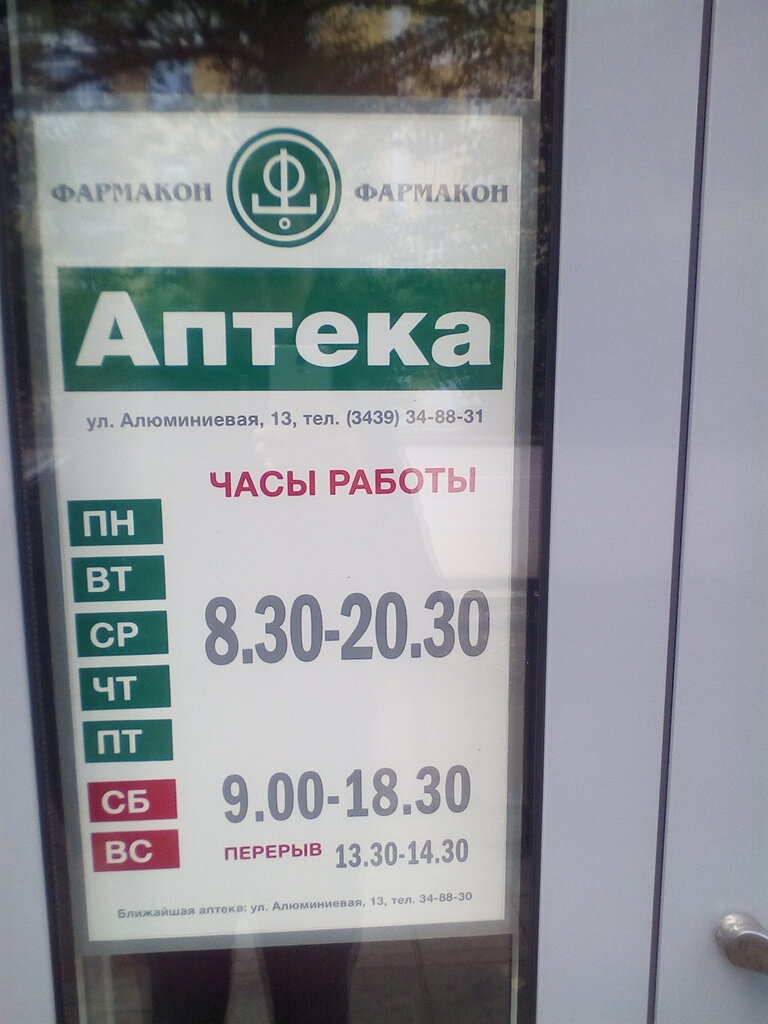 ФАРМАКОН ФАРМАКОН
Аптека
ул. Алюминиевая, 13, тел. (3439) 34-88-31
ЧАСЫ РАБОТЫ
ПН
ВТ
СР 8.30-20.30
ЧТ
ПТ
СБ 9.00-18.30
ВС ПЕРЕРЫВ 13.30-14.30
Ближайшая аптека: ул. Алюминиевая, 13, тел. 34-88-30